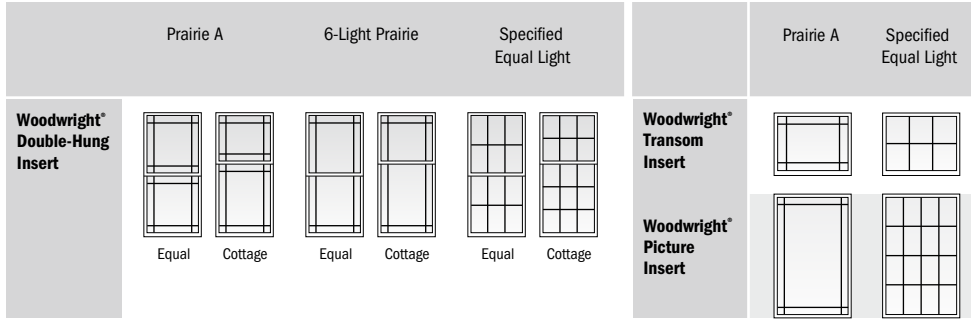 Prairie A
6-Light Prairie
Specified
Equal Light
Woodwright®
Double-Hung
Insert
Equal
Cottage
Equal
Cottage
Equal
Cottage
Prairie A
Specified
Equal Light
Woodwright®
Transom
Insert
Woodwright®
Picture
Insert